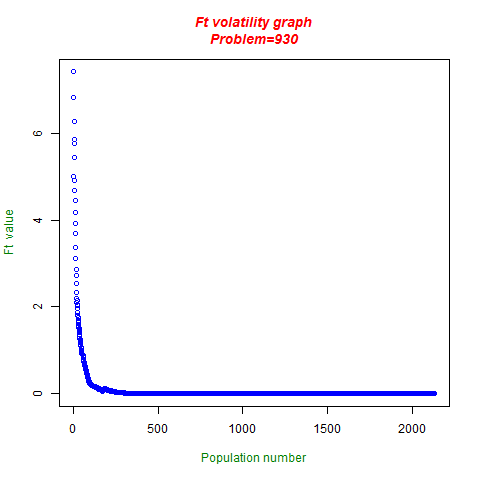 Ft volatility graph
Problem=930
6
4
2
0
Ft value
0 500 1000 1500 2000
Population number